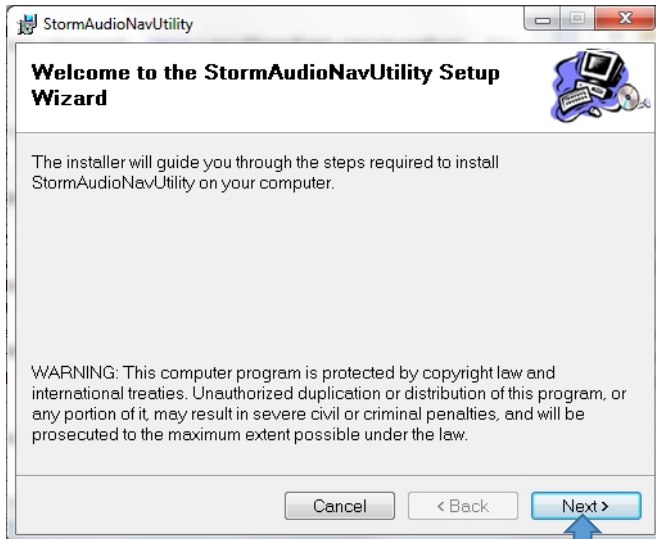 StormAudioNavUtility
Welcome to the StormAudioNavUtility Setup
Wizard
The installer will guide you through the steps required to install
StormAudioNavUtility on your computer.
WARNING: This computer program is protected by copyright law and
international treaties. Unauthorized duplication or distribution of this program, or
any portion of it, may result in severe civil or criminal penalties, and will be
prosecuted to the maximum extent possible under the law.
Cancel < Back Next >